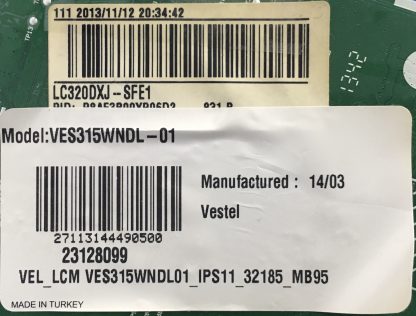 111 2013/11/12 20:34:42
LC320DXJ-SFE1
Model:VES315WNDL-01
Manufactured : 14/03
Vestel
27113144490500
23128099
VEL_LCM VES315WNDL01_IPS11_32185_MB95
MADE IN TURKEY
1342